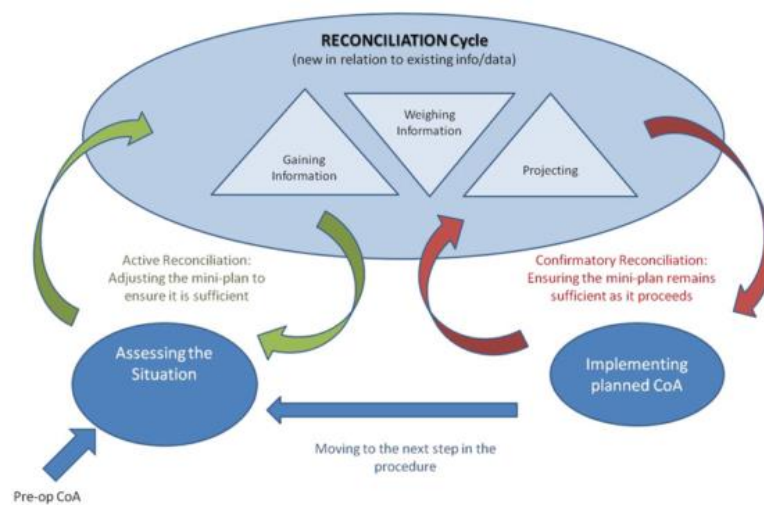 RECONCILIATION Cycle
(new in relation to existing info/data)
Gaining
Information
Weighing
Information
Projecting
Active Reconciliation:
Adjusting the mini-plan to
ensure it is sufficient
Confirmatory Reconciliation:
Ensuring the mini-plan remains
sufficient as it proceeds
Assessing the
Situation
Implementing
planned CoA
Moving to the next step in the
procedure
Pre-op CoA